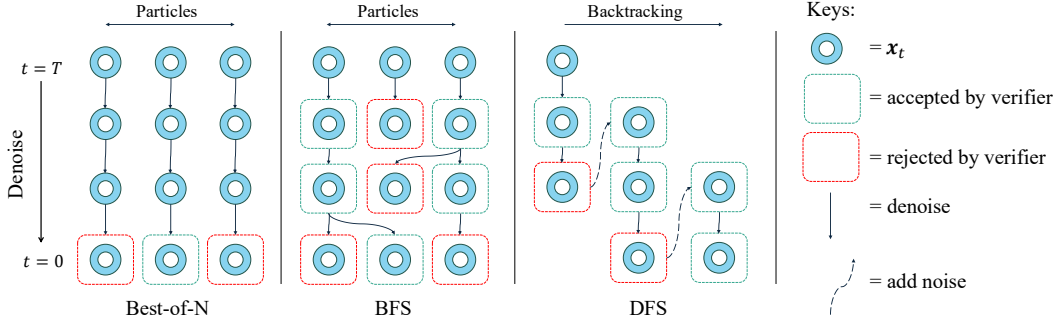 Particles
Particles
Backtracking
Keys:
t = T
Denoise
t = 0
Best-of-N
BFS
DFS
= x_t
= accepted by verifier
= rejected by verifier
= denoise
= add noise